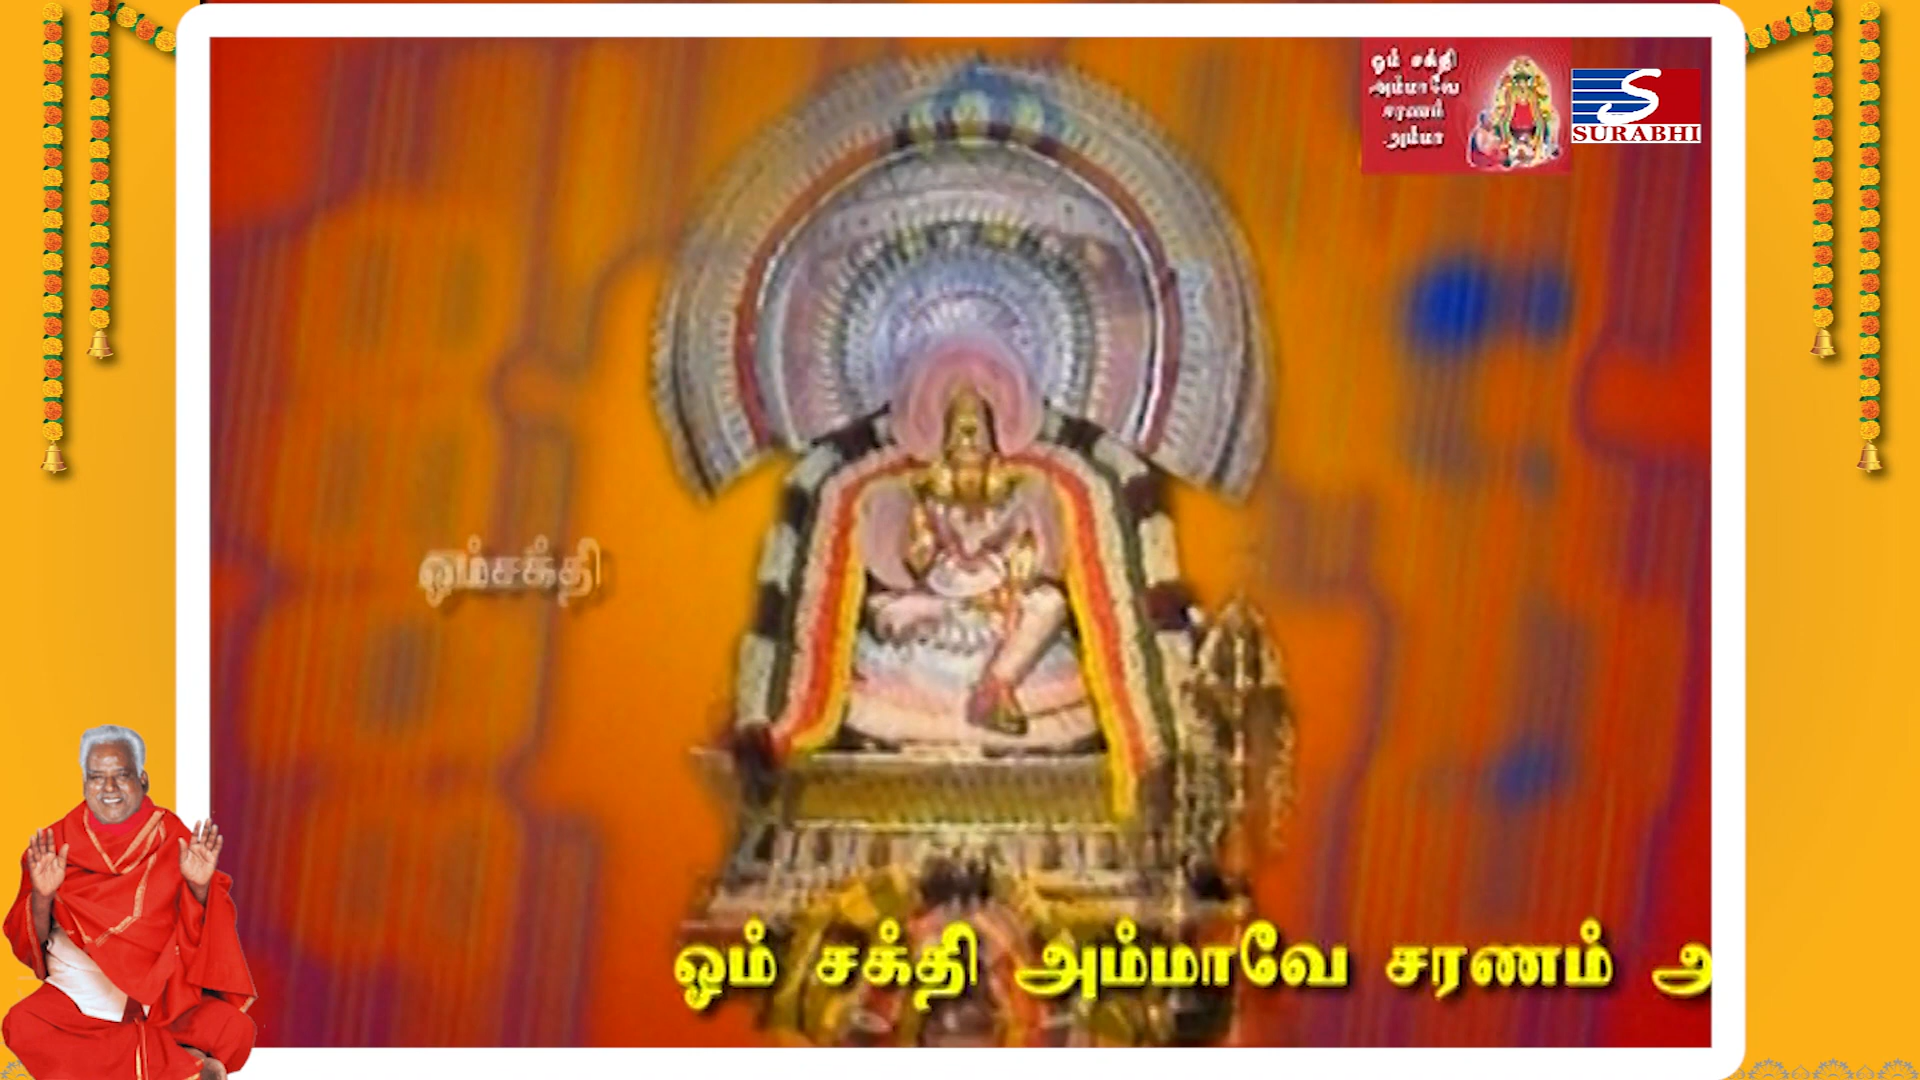 ஓம் சக்தி
அம்மாவே
சரணம்
அம்மா
SURABHI
ஓம்சக்தி
ஓம் சக்தி அம்மாவே சரணம் அ